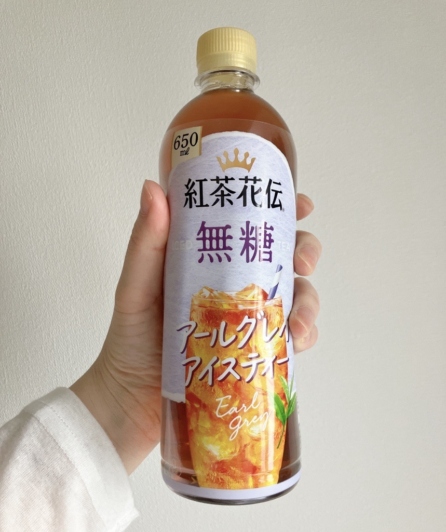 650
ml
紅茶花伝
無糖
アールグレイ
アイスティー
Earl
Grey